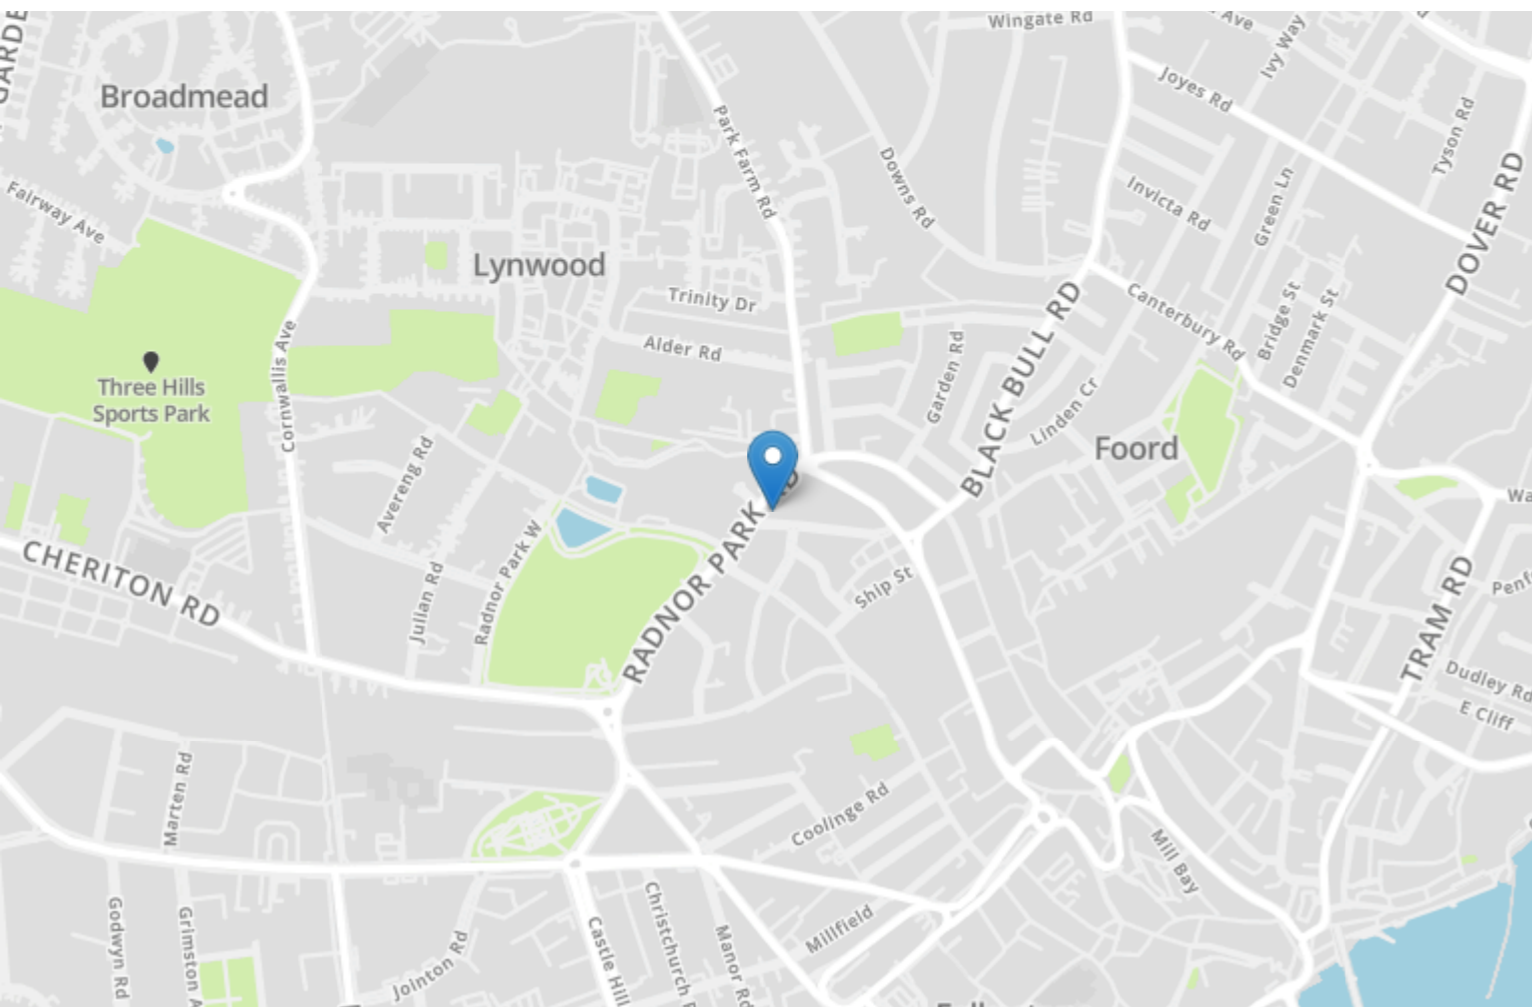 GARDE
Wingate Rd
Ave
Ivy Way
Joyes Rd
Broadmead
Park Farm Rd
Tyson Rd
Downs Rd
DOVER RD
Fairway Ave
Invicta Rd
Green Ln
Lynwood
Trinity Dr
Canterbury Rd
Bridge St
Denmark St
Alder Rd
Cornwallis Ave
Three Hills
Sports Park
Garden Rd
BLACK BULL RD
Linden Cr
Foord
Avereng Rd
Radnor Park W
RADNOR PARK RD
Wa
CHERITON RD
Julian Rd
Ship St
TRAM RD
Penf
Dudley Rd
E Cliff
Marten Rd
Coolinge Rd
Mill Bay
Godwyn Rd
Grimston A
Jointon Rd
Castle Hill
Christchurch
Manor Rd
Millfield